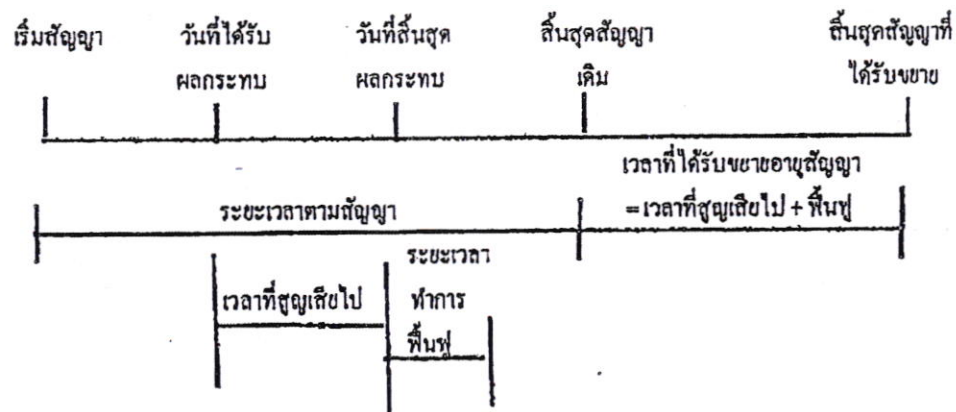 เริ่มสัญญา วันที่ได้รับ วันที่สิ้นสุด สิ้นสุดสัญญา สิ้นสุดสัญญาที่
ผลกระทบ ผลกระทบ เดิม ได้รับขยาย
เวลาที่ได้รับขยายอายุสัญญา
ระยะเวลาตามสัญญา =เวลาที่สูญเสียไป + ฟื้นฟู
ระยะเวลา
เวลาที่สูญเสียไป ทำการ
ฟื้นฟู